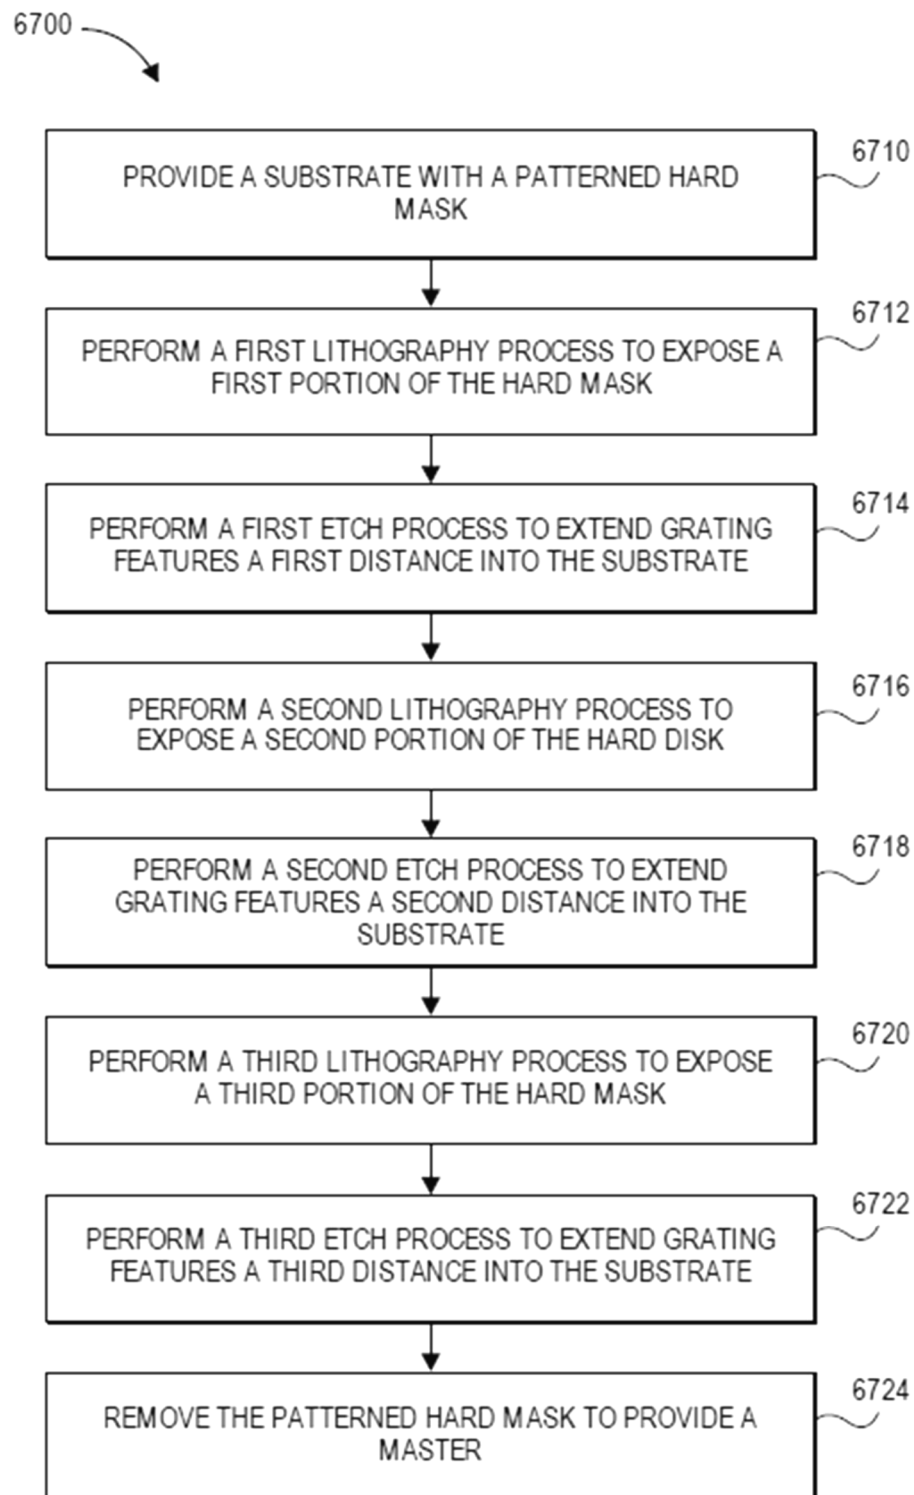 6700
6710
PROVIDE A SUBSTRATE WITH A PATTERNED HARD
MASK
6712
PERFORM A FIRST LITHOGRAPHY PROCESS TO EXPOSE A
FIRST PORTION OF THE HARD MASK
6714
PERFORM A FIRST ETCH PROCESS TO EXTEND GRATING
FEATURES A FIRST DISTANCE INTO THE SUBSTRATE
6716
PERFORM A SECOND LITHOGRAPHY PROCESS TO
EXPOSE A SECOND PORTION OF THE HARD DISK
6718
PERFORM A SECOND ETCH PROCESS TO EXTEND
GRATING FEATURES A SECOND DISTANCE INTO THE
SUBSTRATE
6720
PERFORM A THIRD LITHOGRAPHY PROCESS TO EXPOSE
A THIRD PORTION OF THE HARD MASK
6722
PERFORM A THIRD ETCH PROCESS TO EXTEND GRATING
FEATURES A THIRD DISTANCE INTO THE SUBSTRATE
6724
REMOVE THE PATTERNED HARD MASK TO PROVIDE A
MASTER